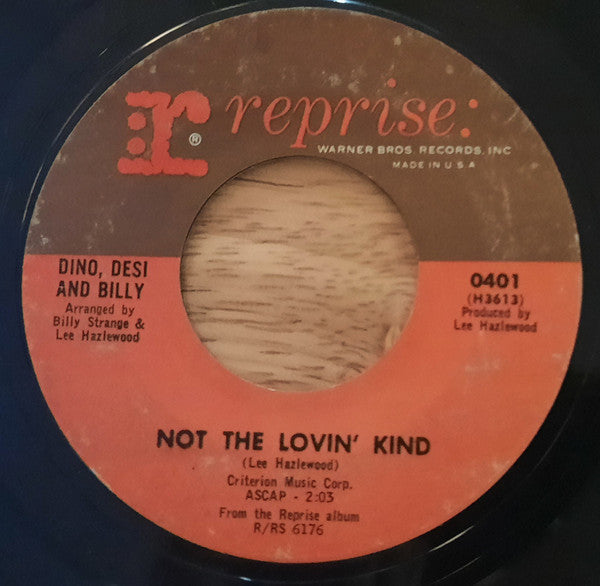 r® reprise:
WARNER BROS. RECORDS, INC
MADE IN U S A
DINO, DESI
AND BILLY
Arranged by
Billy Strange &
Lee Hazlewood
0401
(H3613)
Produced by
Lee Hazlewood
NOT THE LOVIN' KIND
(Lee Hazlewood)
Criterion Music Corp.
ASCAP - 2:03
From the Reprise album
R/RS 6176